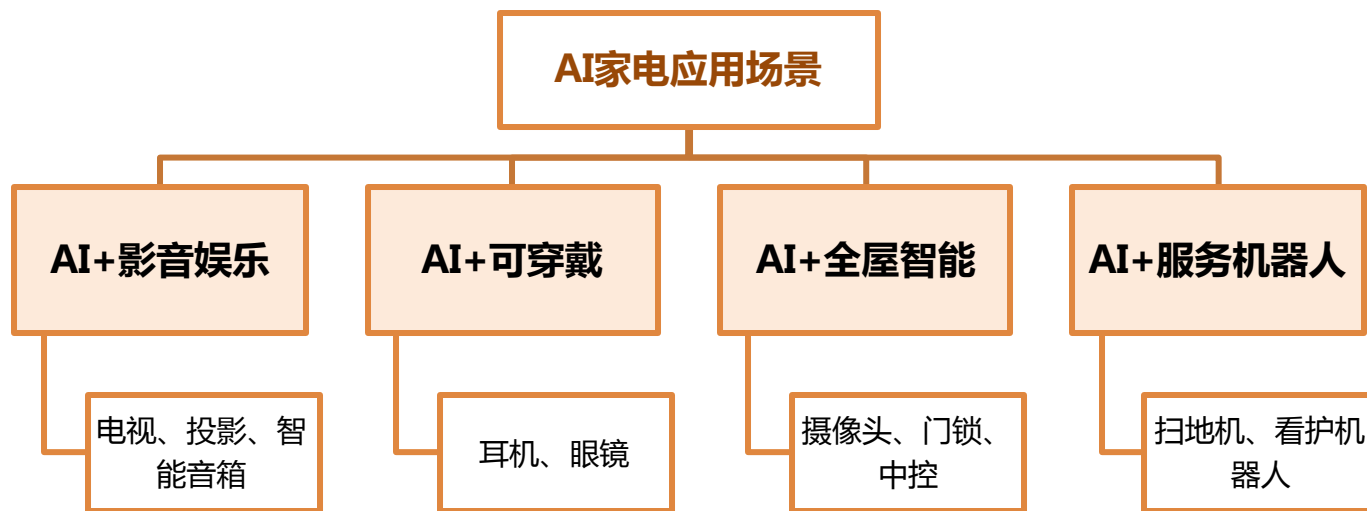 AI家电应用场景
AI+影音娱乐
AI+可穿戴
AI+全屋智能
AI+服务机器人
电视、投影、智
能音箱
耳机、眼镜
摄像头、门锁、
中控
扫地机、看护机
器人